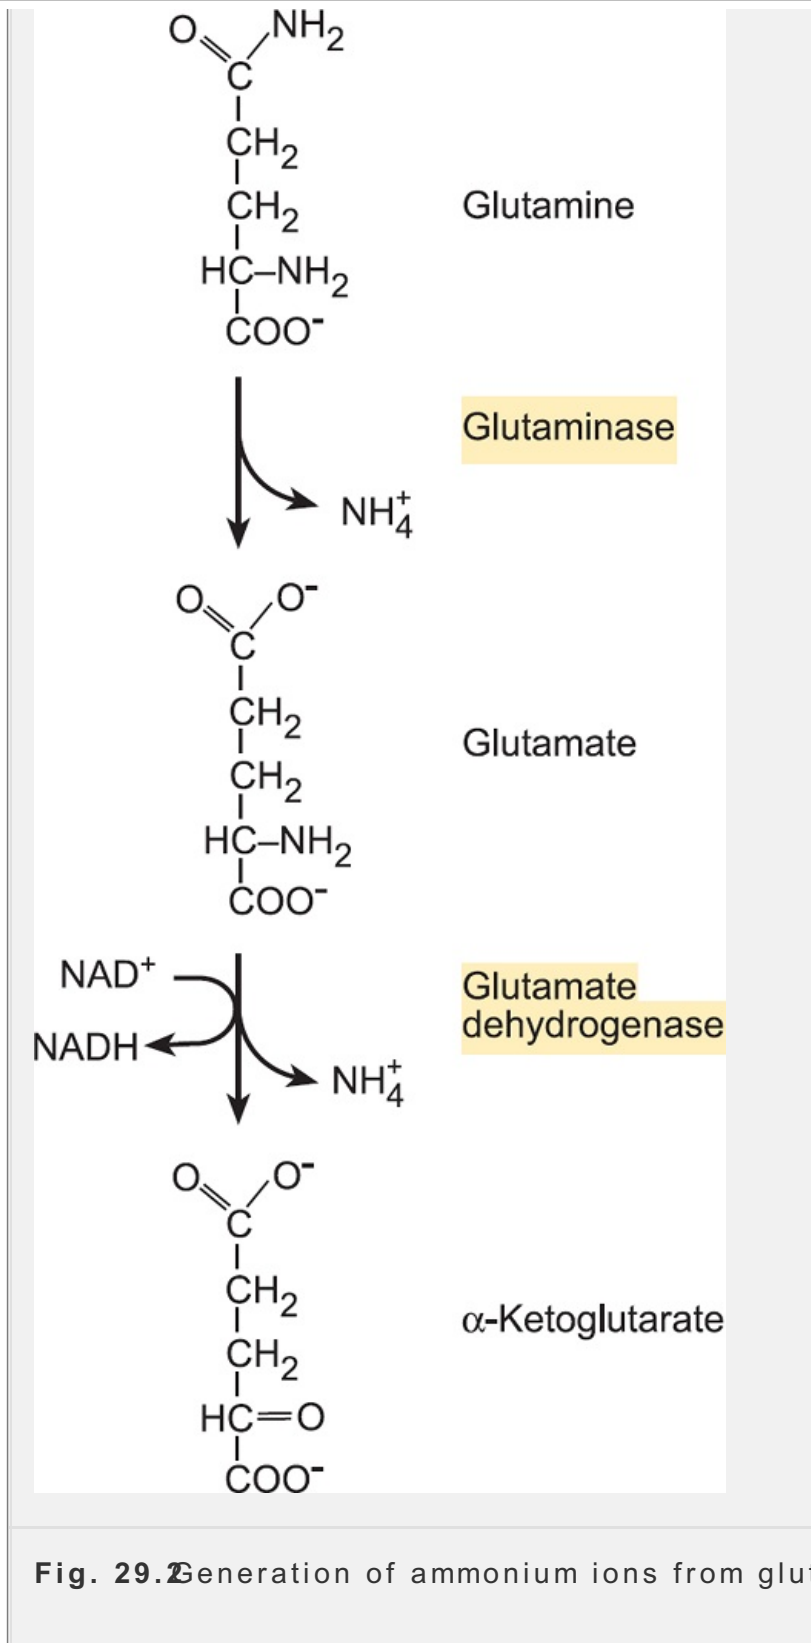 O NH2
C
CH2
CH2
Glutamine
HC–NH2
COO-
Glutaminase
NH4+
O O-
C
CH2
Glutamate
CH2
HC–NH2
COO-
NAD+
Glutamate
dehydrogenase
NADH
NH4+
O O-
C
CH2
α-Ketoglutarate
CH2
HC=O
COO-
Fig. 29.2 Generation of ammonium ions from